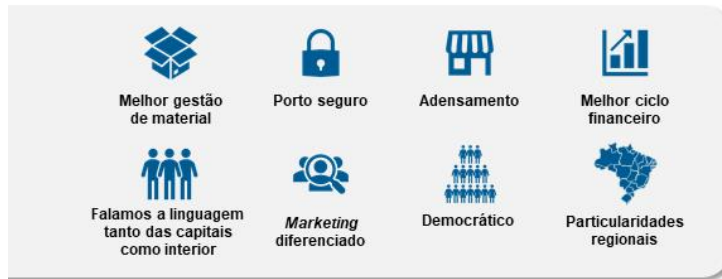 Melhor gestão
de material
Porto seguro
Adensamento
Melhor ciclo
financeiro
Falamos a linguagem
tanto das capitais
como interior
Marketing
diferenciado
Democrático
Particularidades
regionais